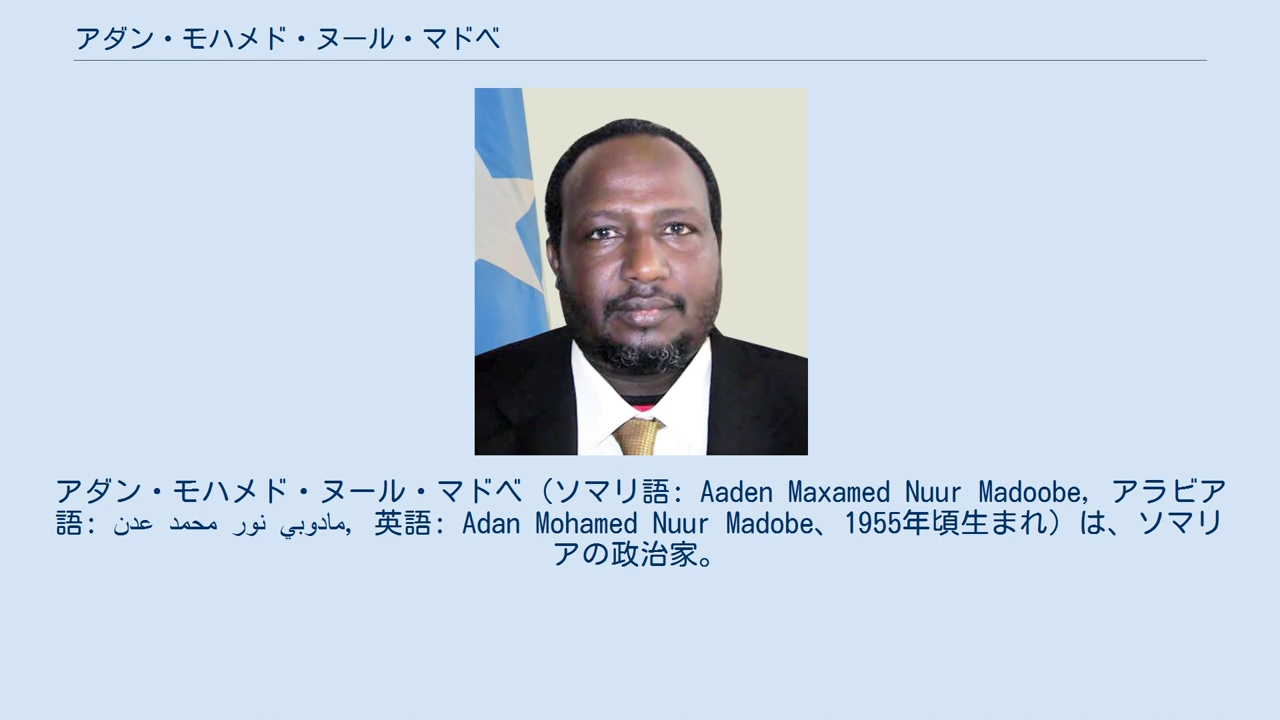 アダン・モハメド・ヌール・マドベ
アダン・モハメド・ヌール・マドベ（ソマリ語: Aaden Maxamed Nuur Madoobe, アラビア
語: عدن محمد نور مادوبي, 英語: Adan Mohamed Nuur Madobe、1955年頃生まれ）は、ソマリ
アの政治家。